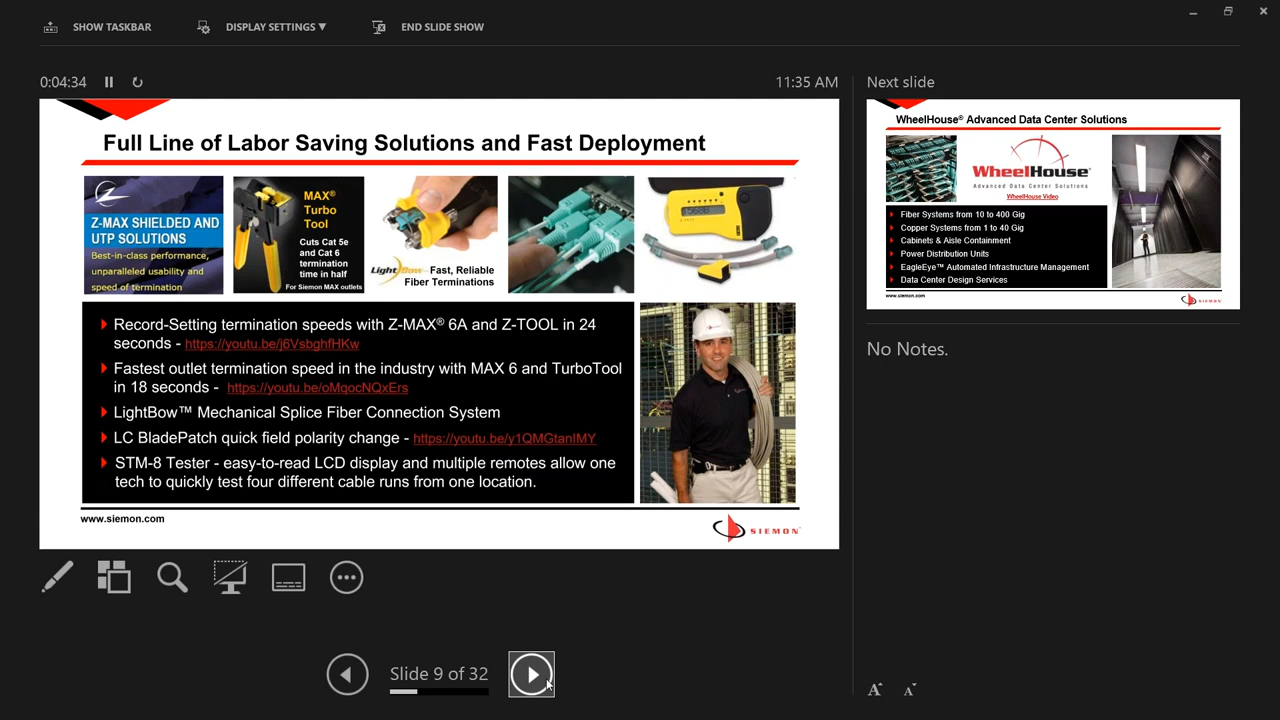 SHOW TASKBAR
DISPLAY SETTINGS ▼
END SLIDE SHOW
0:04:34
11:35 AM
Full Line of Labor Saving Solutions and Fast Deployment
Z-MAX SHIELDED AND
UTP SOLUTIONS
Best-in-class performance,
unparalleled usability and
speed of termination
MAX®
Turbo
Tool
Cuts Cat 5e
and Cat 6
termination
time in half
For Siemon MAX outlets
LightBow™ Fast, Reliable
Fiber Terminations
Record-Setting termination speeds with Z-MAX® 6A and Z-TOOL in 24
seconds - https://youtu.be/j6VsbghfHKw
Fastest outlet termination speed in the industry with MAX 6 and TurboTool
in 18 seconds - https://youtu.be/oMqocNQxErs
LightBow™ Mechanical Splice Fiber Connection System
LC BladePatch quick field polarity change - https://youtu.be/y1QMGtanIMY
STM-8 Tester - easy-to-read LCD display and multiple remotes allow one
tech to quickly test four different cable runs from one location.
www.siemon.com
SIEMON
Slide 9 of 32
Next slide
WheelHouse® Advanced Data Center Solutions
WHEELHOUSE
Advanced Data Center Solutions
WheelHouse Video
Fiber Systems from 10 to 400 Gig
Copper Systems from 1 to 40 Gig
Cabinets & Aisle Containment
Power Distribution Units
EagleEye™ Automated Infrastructure Management
Data Center Design Services
www.siemon.com
SIEMON
No Notes.
A A